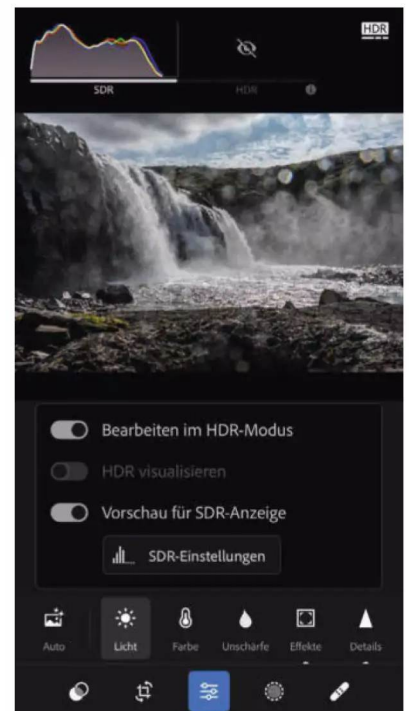 HDR
SDR HDR
Bearbeiten im HDR-Modus
HDR visualisieren
Vorschau für SDR-Anzeige
SDR-Einstellungen
Auto Licht Farbe Unschärfe Effekte Details